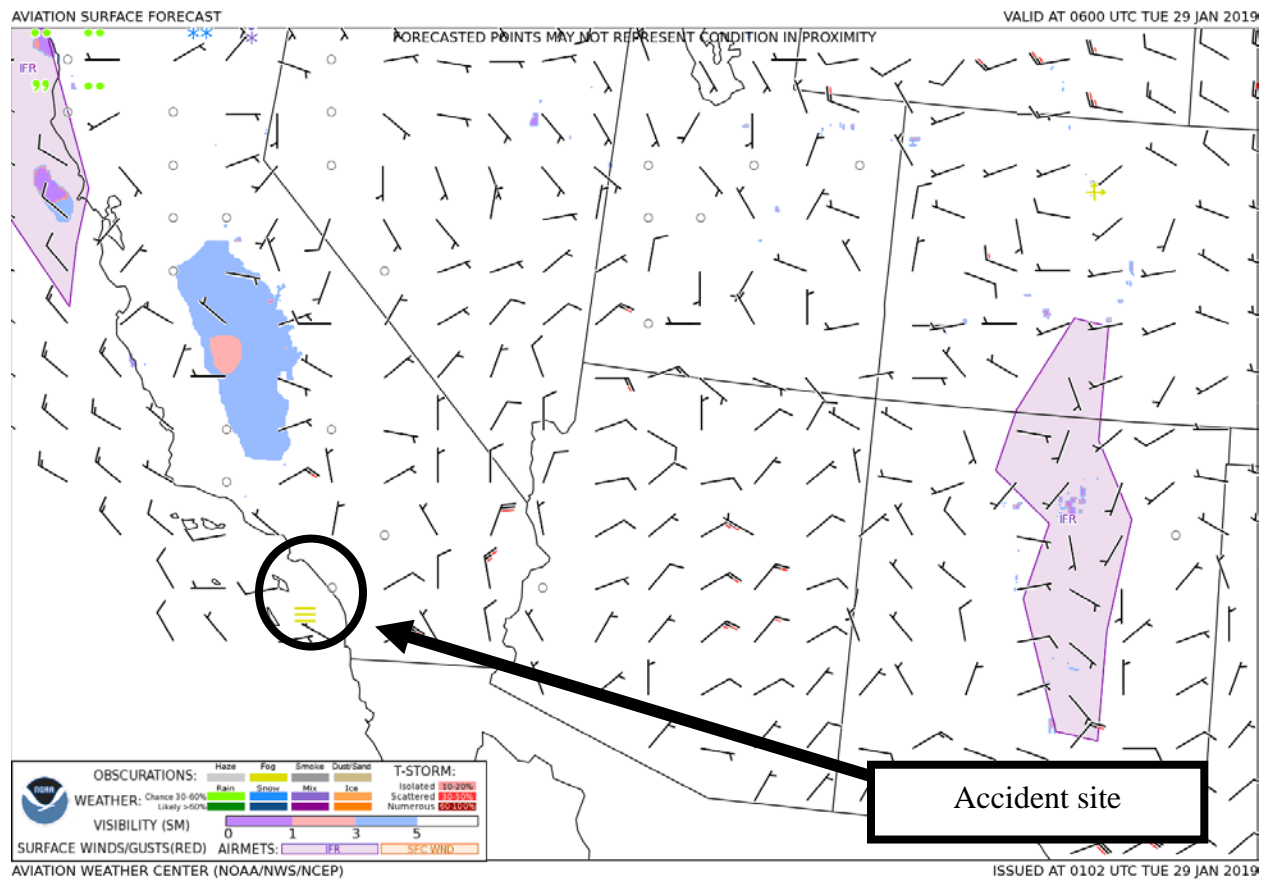 AVIATION SURFACE FORECAST
VALID AT 0600 UTC TUE 29 JAN 2019
FORECASTED POINTS MAY NOT REPRESENT CONDITION IN PROXIMITY
IFR
IFR
Accident site
NOAA
OBSCURATIONS: Haze Fog Smoke Dust/Sand
WEATHER: Rain Snow Mix Ice
Chance 30-60%
Likely >60%
T-STORM:
Isolated 10-20%
Scattered 30-50%
Numerous 60-100%
VISIBILITY (SM)
0 1 3 5
SURFACE WINDS/GUSTS(RED) AIRMETS: IFR SFC WND
AVIATION WEATHER CENTER (NOAA/NWS/NCEP)
ISSUED AT 0102 UTC TUE 29 JAN 2019